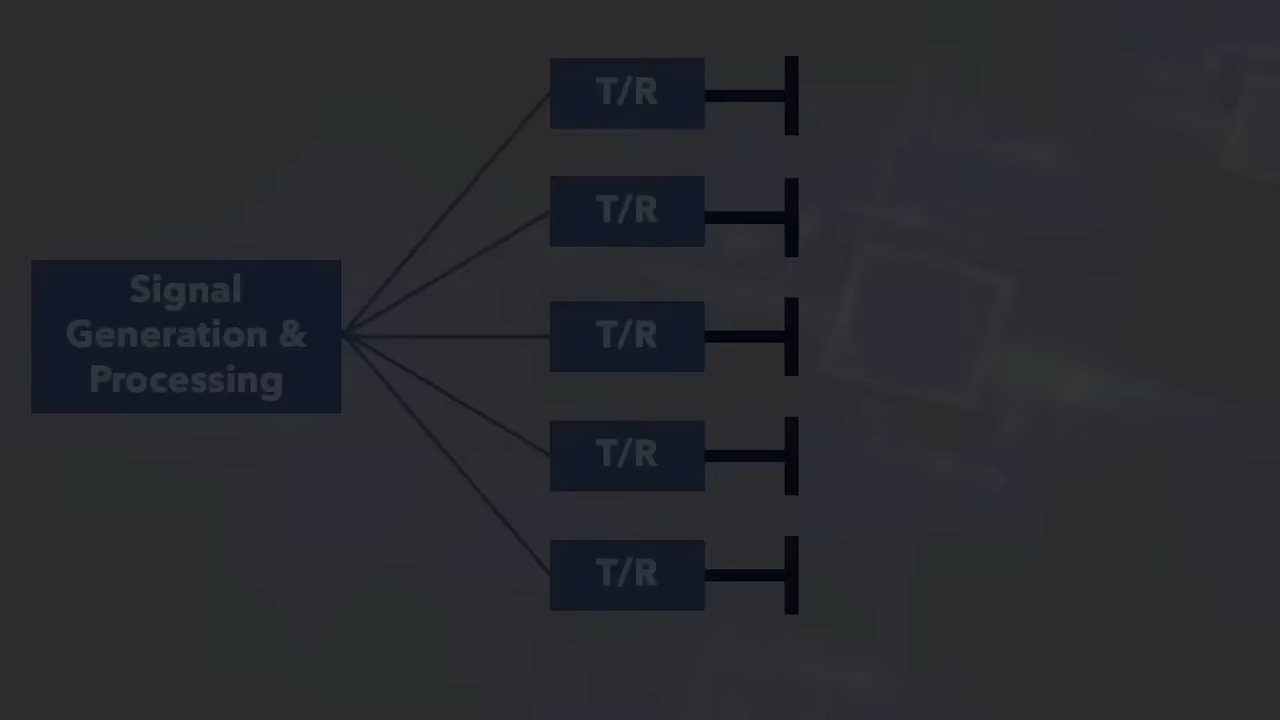 T/R
T/R
Signal
Generation &
Processing
T/R
T/R
T/R